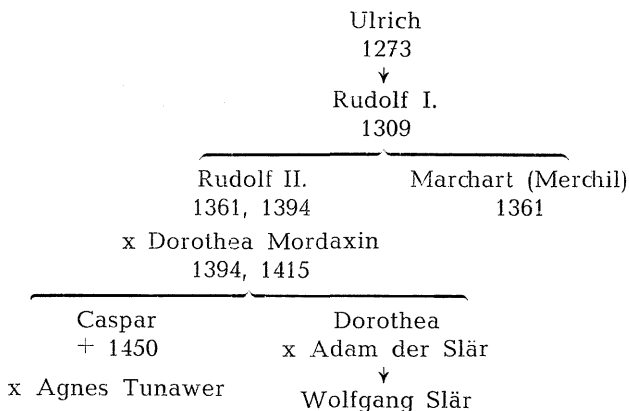 Ulrich
1273
Rudolf I.
1309
Rudolf II. Marchart (Merchil)
1361, 1394 1361
x Dorothea Mordaxin
1394, 1415
Caspar Dorothea
+ 1450 x Adam der Slär
x Agnes Tunawer
Wolfgang Slär